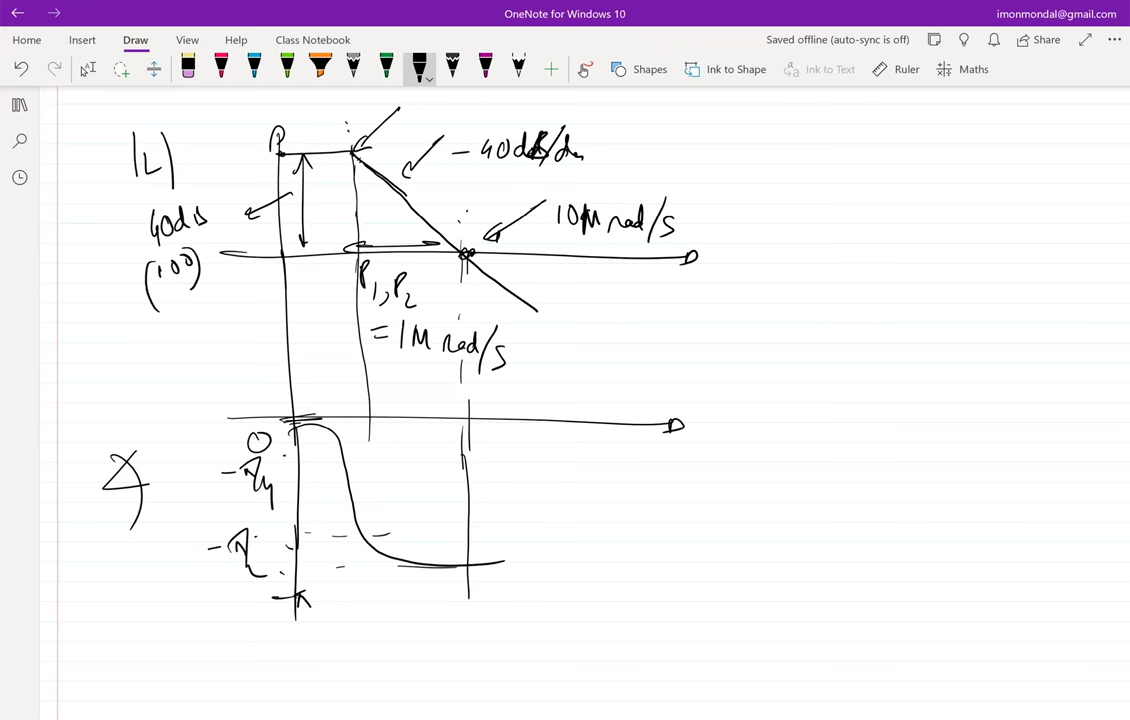 OneNote for Windows 10
imonmondal@gmail.com
Home Insert Draw View Help Class Notebook
Saved offline (auto-sync is off) Share
Shapes Ink to Shape Ink to Text Ruler Maths
|L|
- 40dB/dec
40dB
(100)
10M rad/s
P1, P2
= 1M rad/s
0
-π/4
-π/2
-π